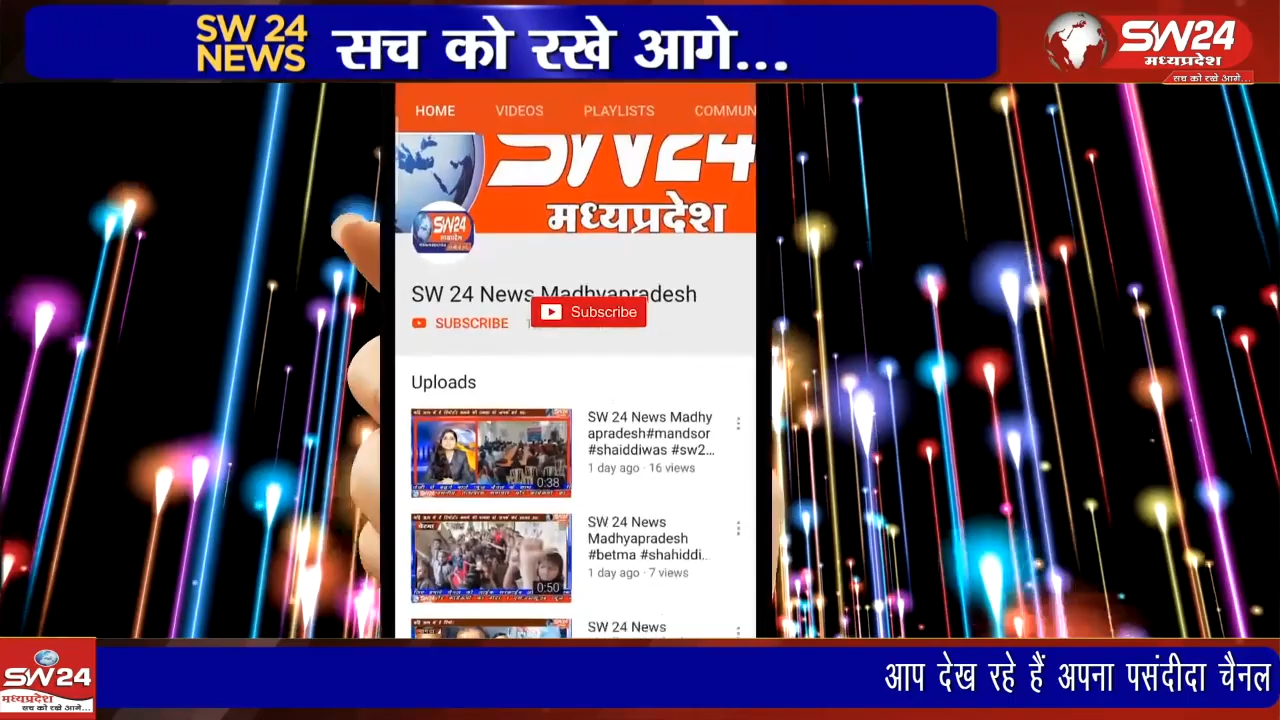 SW 24
NEWS
सच को रखे आगे...
SW24
मध्यप्रदेश
सच को रखे आगे...
HOME VIDEOS PLAYLISTS COMMUN
SW24
मध्यप्रदेश
SW24
SW 24 News Madhyapradesh
SUBSCRIBE
Subscribe
Uploads
SW 24 News Madhy
apradesh#mandsor
#shaiddiwas #sw2...
1 day ago · 16 views
0:38
SW 24 News
Madhyapradesh
#betma #shahiddi..
1 day ago · 7 views
0:50
SW 24 News
SW24
मध्यप्रदेश
सच को रखे आगे...
आप देख रहे हैं अपना पसंदीदा चैनल